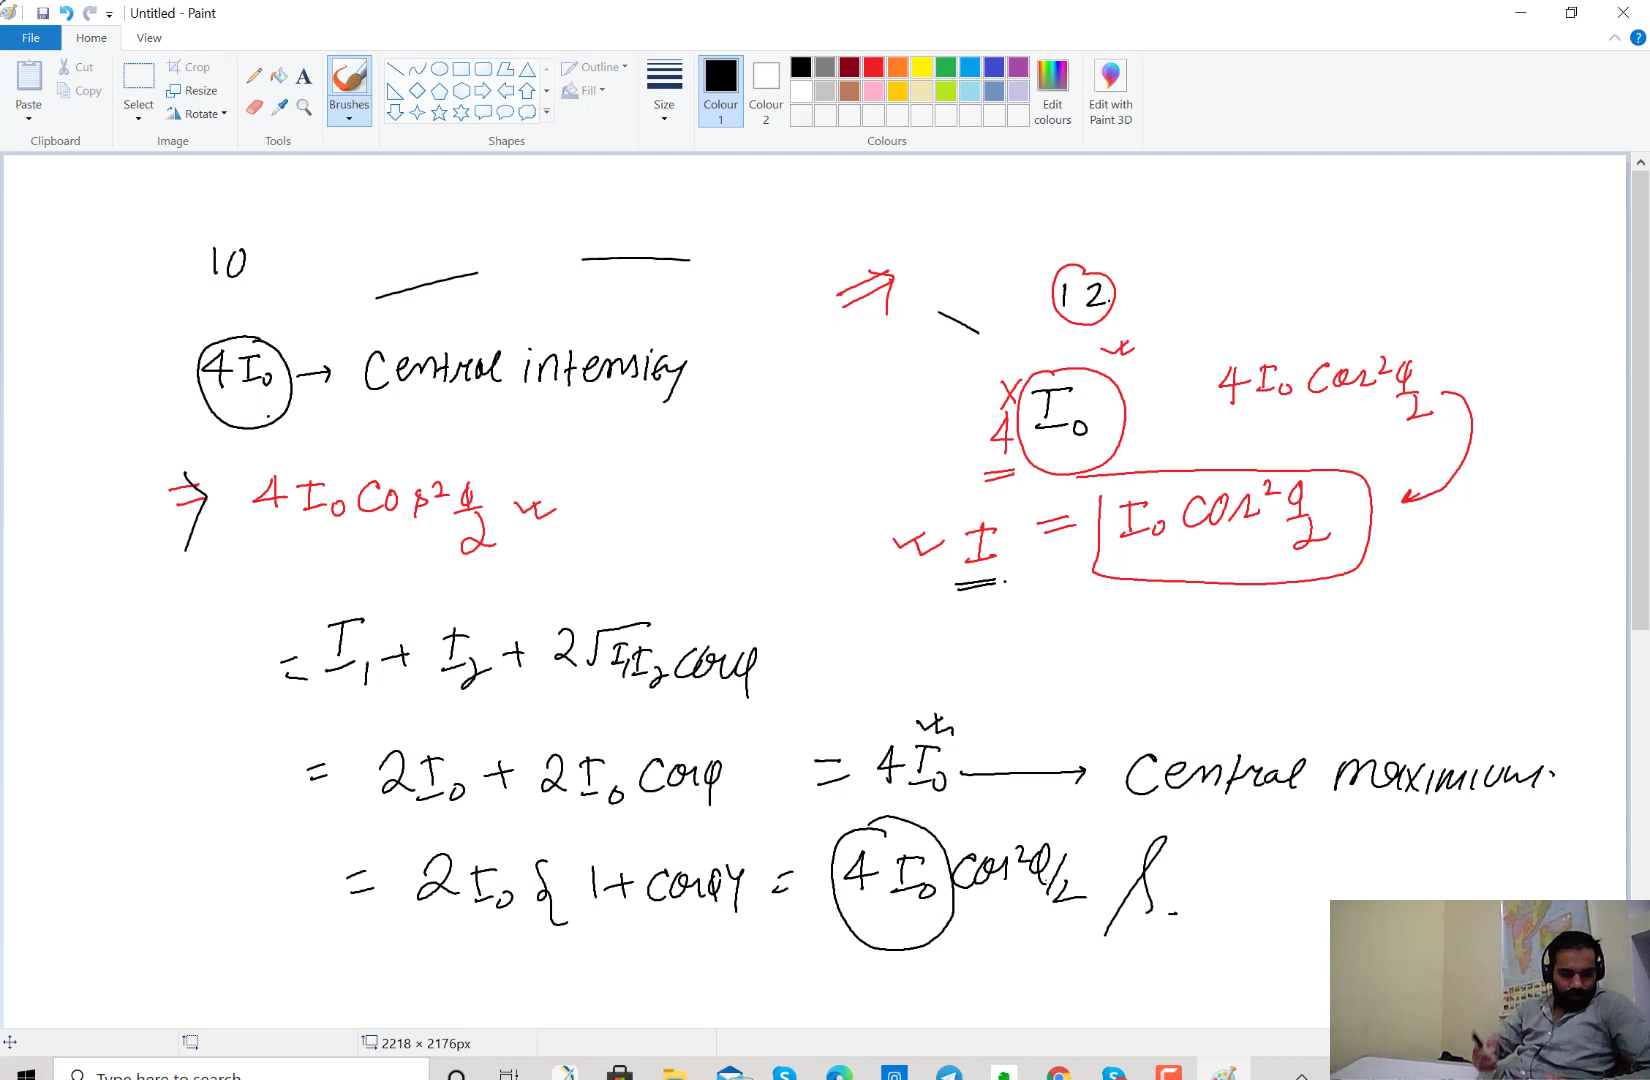 Untitled - Paint
File Home View
Paste
Cut
Copy
Clipboard
Select
Crop
Resize
Rotate
Image
Tools
Brushes
Shapes
Outline
Fill
Size
Colour 1
Colour 2
Edit colours
Edit with Paint 3D
Colours
10
12.
4I₀ → Central intensity
× 4 I₀
4I₀ Cos²φ/2
⇒ 4I₀ Cos²φ/2
I = I₀ cos²φ/2
= I₁ + I₂ + 2√I₁I₂ cosφ
= 2I₀ + 2I₀ cosφ = 4I₀ → Central maximium.
= 2I₀ { 1 + cosφ} = 4I₀ cos²φ/2
2218 × 2176px
Type here to search